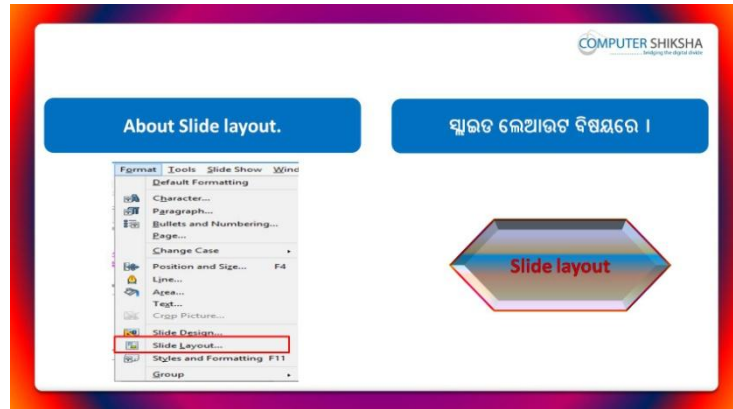 COMPUTER SHIKSHA
bridging the digital divide
About Slide layout.
ସ୍ଲାଇଡ ଲେଆଉଟ ବିଷୟରେ ।
Format Tools Slide Show Wind
Default Formatting
Character...
Paragraph...
Bullets and Numbering...
Page...
Change Case
Position and Size... F4
Line...
Area...
Text...
Crop Picture...
Slide Design...
Slide Layout...
Styles and Formatting F11
Group
Slide layout